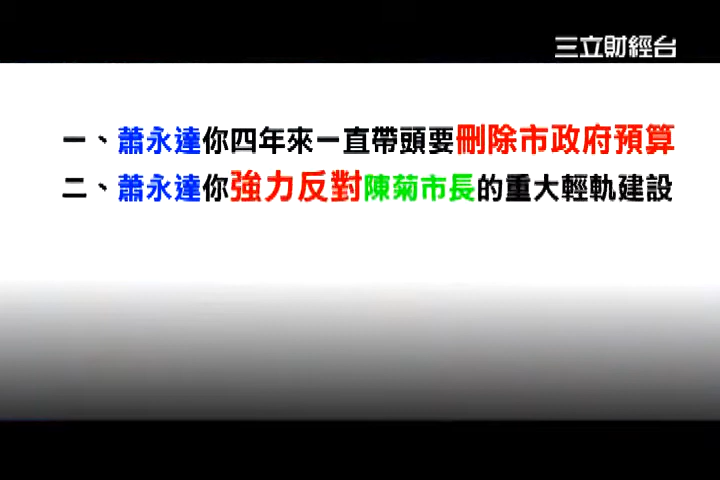 三立財經台
一、蕭永達你四年來一直帶頭要刪除市政府預算
二、蕭永達你強力反對陳菊市長的重大輕軌建設